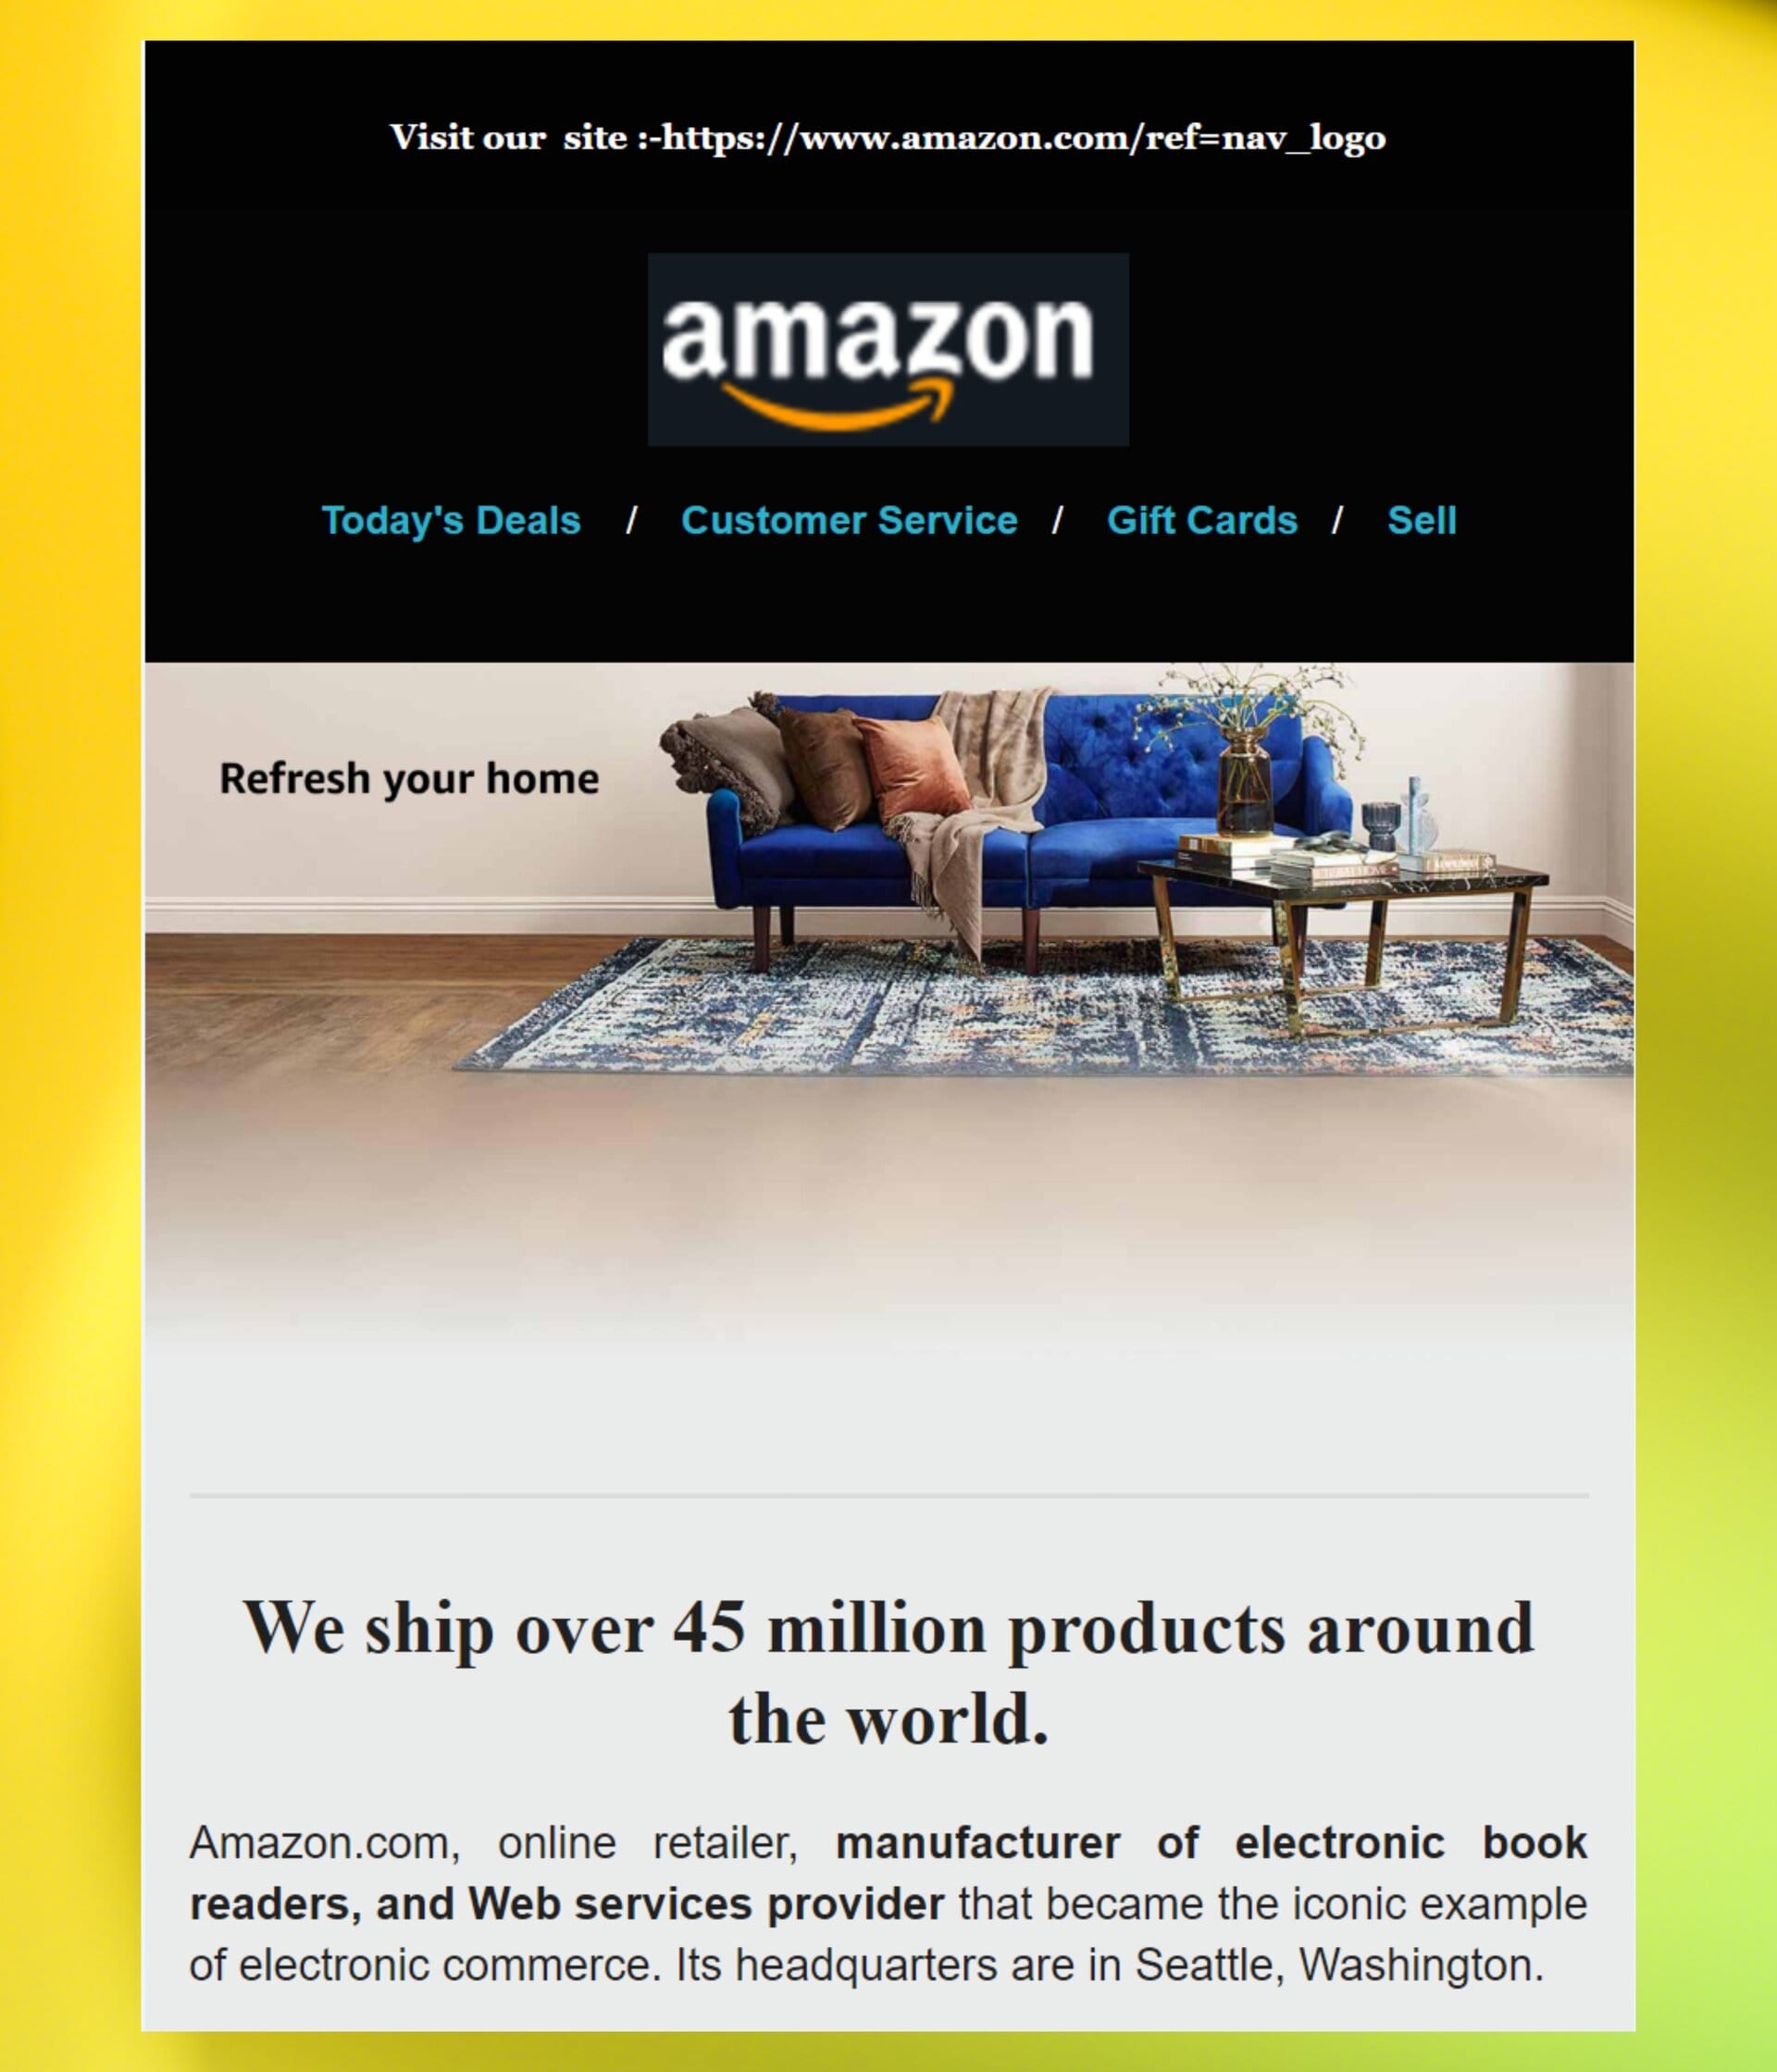 Visit our  site :-https://www.amazon.com/ref=nav_logo
amazon
Today's Deals / Customer Service / Gift Cards / Sell
Refresh your home
We ship over 45 million products around
the world.
Amazon.com, online retailer, manufacturer of electronic book
readers, and Web services provider that became the iconic example
of electronic commerce. Its headquarters are in Seattle, Washington.